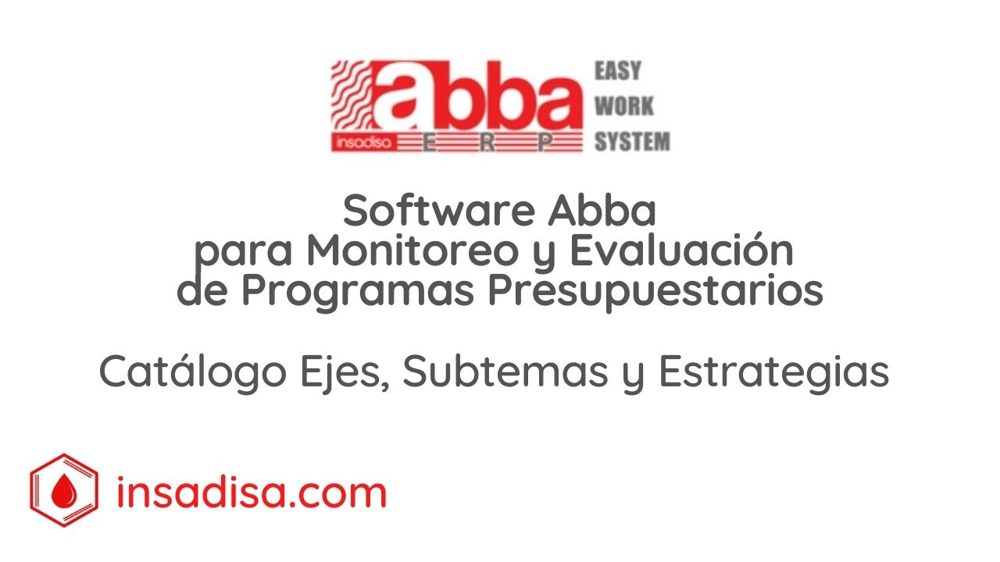 abba
EASY
WORK
SYSTEM
insadisa
E R P
Software Abba
para Monitoreo y Evaluación
de Programas Presupuestarios
Catálogo Ejes, Subtemas y Estrategias
insadisa.com